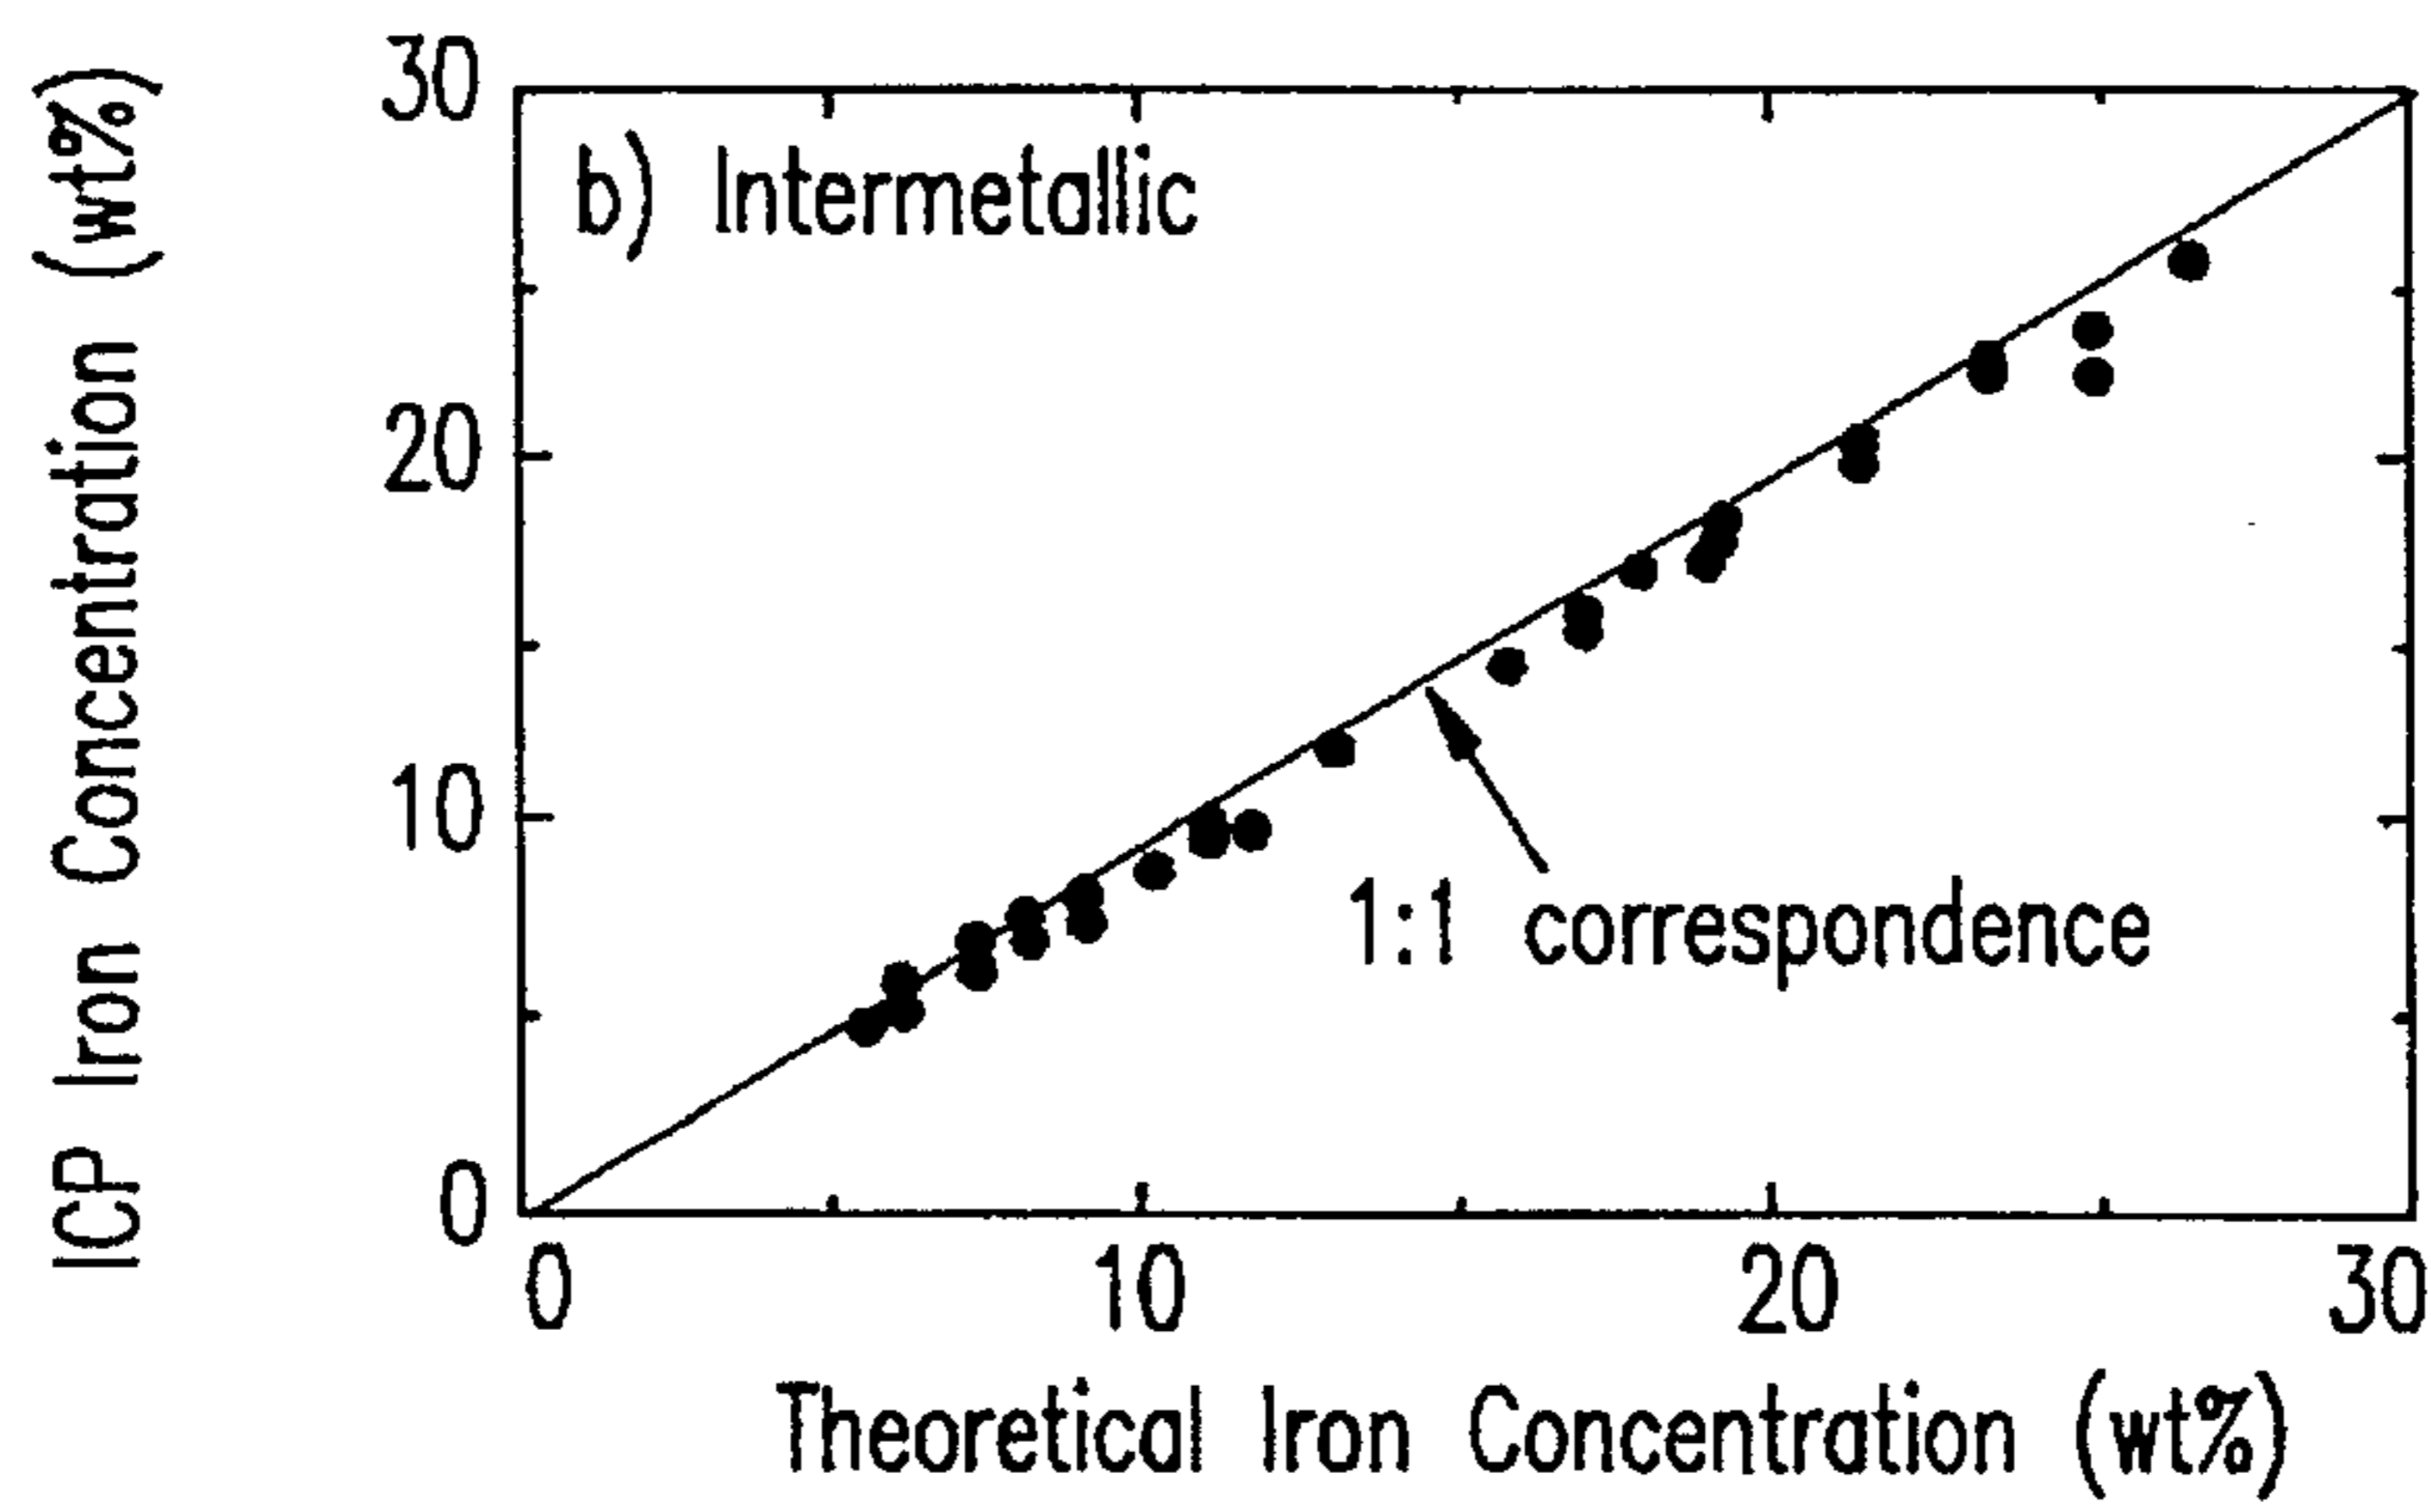 ICP Iron Concentration (wt%)
30
20
10
0
b) Intermetallic
1:1 correspondence
0 10 20 30
Theoretical Iron Concentration (wt%)